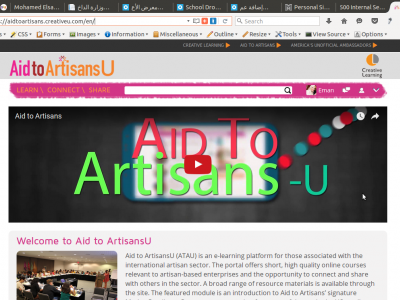 Mohamed Elsa...
وزارة الداخ...
معرض الأخ...
School Dro...
إضافة عم...
Personal Si...
500 Internal Se...
://aidtoartisans.creativeu.com/en/
Search
es CSS Forms Images Information Miscellaneous Outline Resize Tools View Source Options
CREATIVE LEARNING AID TO ARTISANS AMERICA'S UNOFFICIAL AMBASSADORS
Aid to ArtisansU
Creative
Learning
LEARN \ CONNECT \ SHARE
Eman
Aid to Artisans
AID TO
Artisans -U
Welcome to Aid to ArtisansU
Aid to ArtisansU (ATAU) is an e-learning platform for those associated with the
international artisan sector. The portal offers short, high quality online courses
relevant to artisan-based enterprises and the opportunity to connect and share
with others in the sector. A broad range of resource materials is available through
the site. The featured module is an introduction to Aid to Artisans' signature